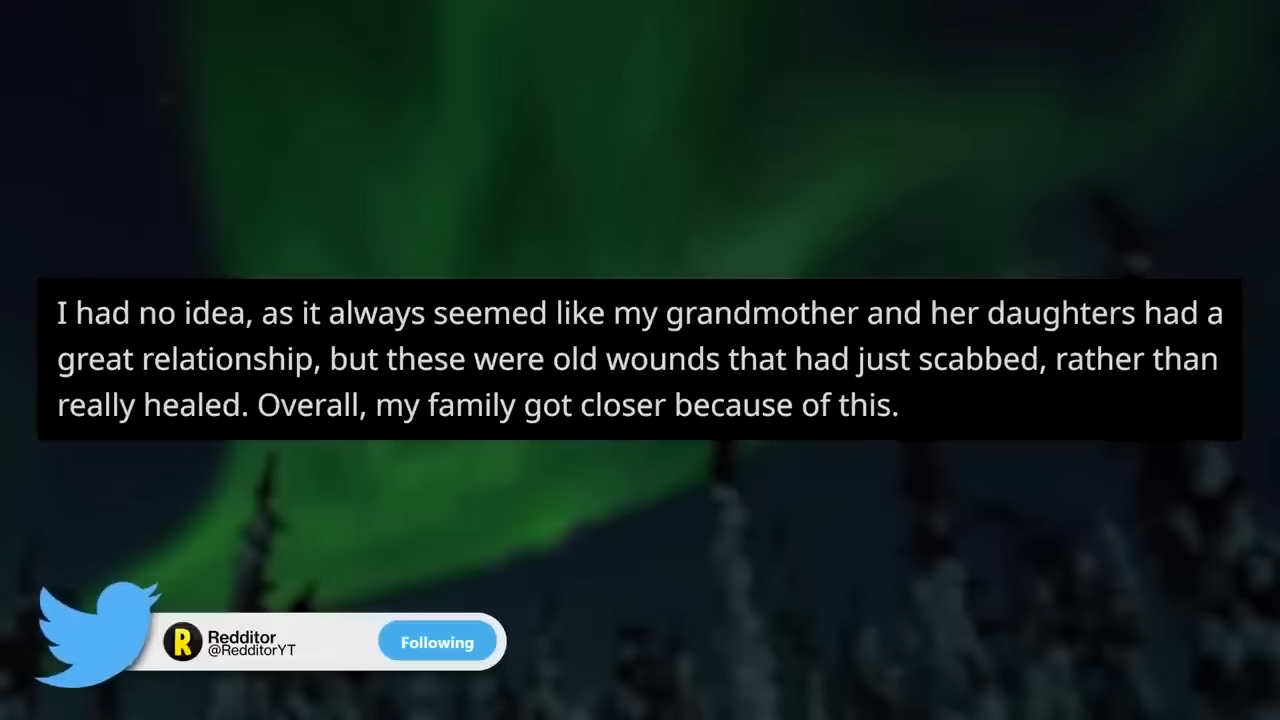 I had no idea, as it always seemed like my grandmother and her daughters had a
great relationship, but these were old wounds that had just scabbed, rather than
really healed. Overall, my family got closer because of this.
R
Redditor
@RedditorYT
Following